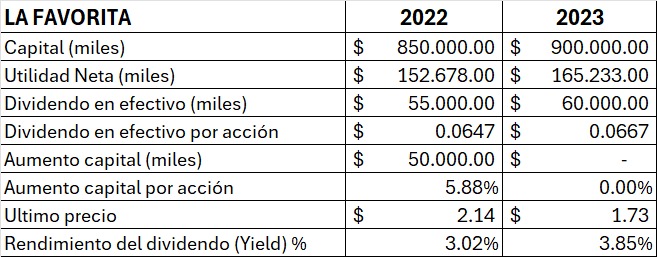 LA FAVORITA 2022 2023
Capital (miles) $ 850.000.00 $ 900.000.00
Utilidad Neta (miles) $ 152.678.00 $ 165.233.00
Dividendo en efectivo (miles) $ 55.000.00 $ 60.000.00
Dividendo en efectivo por acción $ 0.0647 $ 0.0667
Aumento capital (miles) $ 50.000.00 $ -
Aumento capital por acción 5.88% 0.00%
Ultimo precio $ 2.14 $ 1.73
Rendimiento del dividendo (Yield) % 3.02% 3.85%